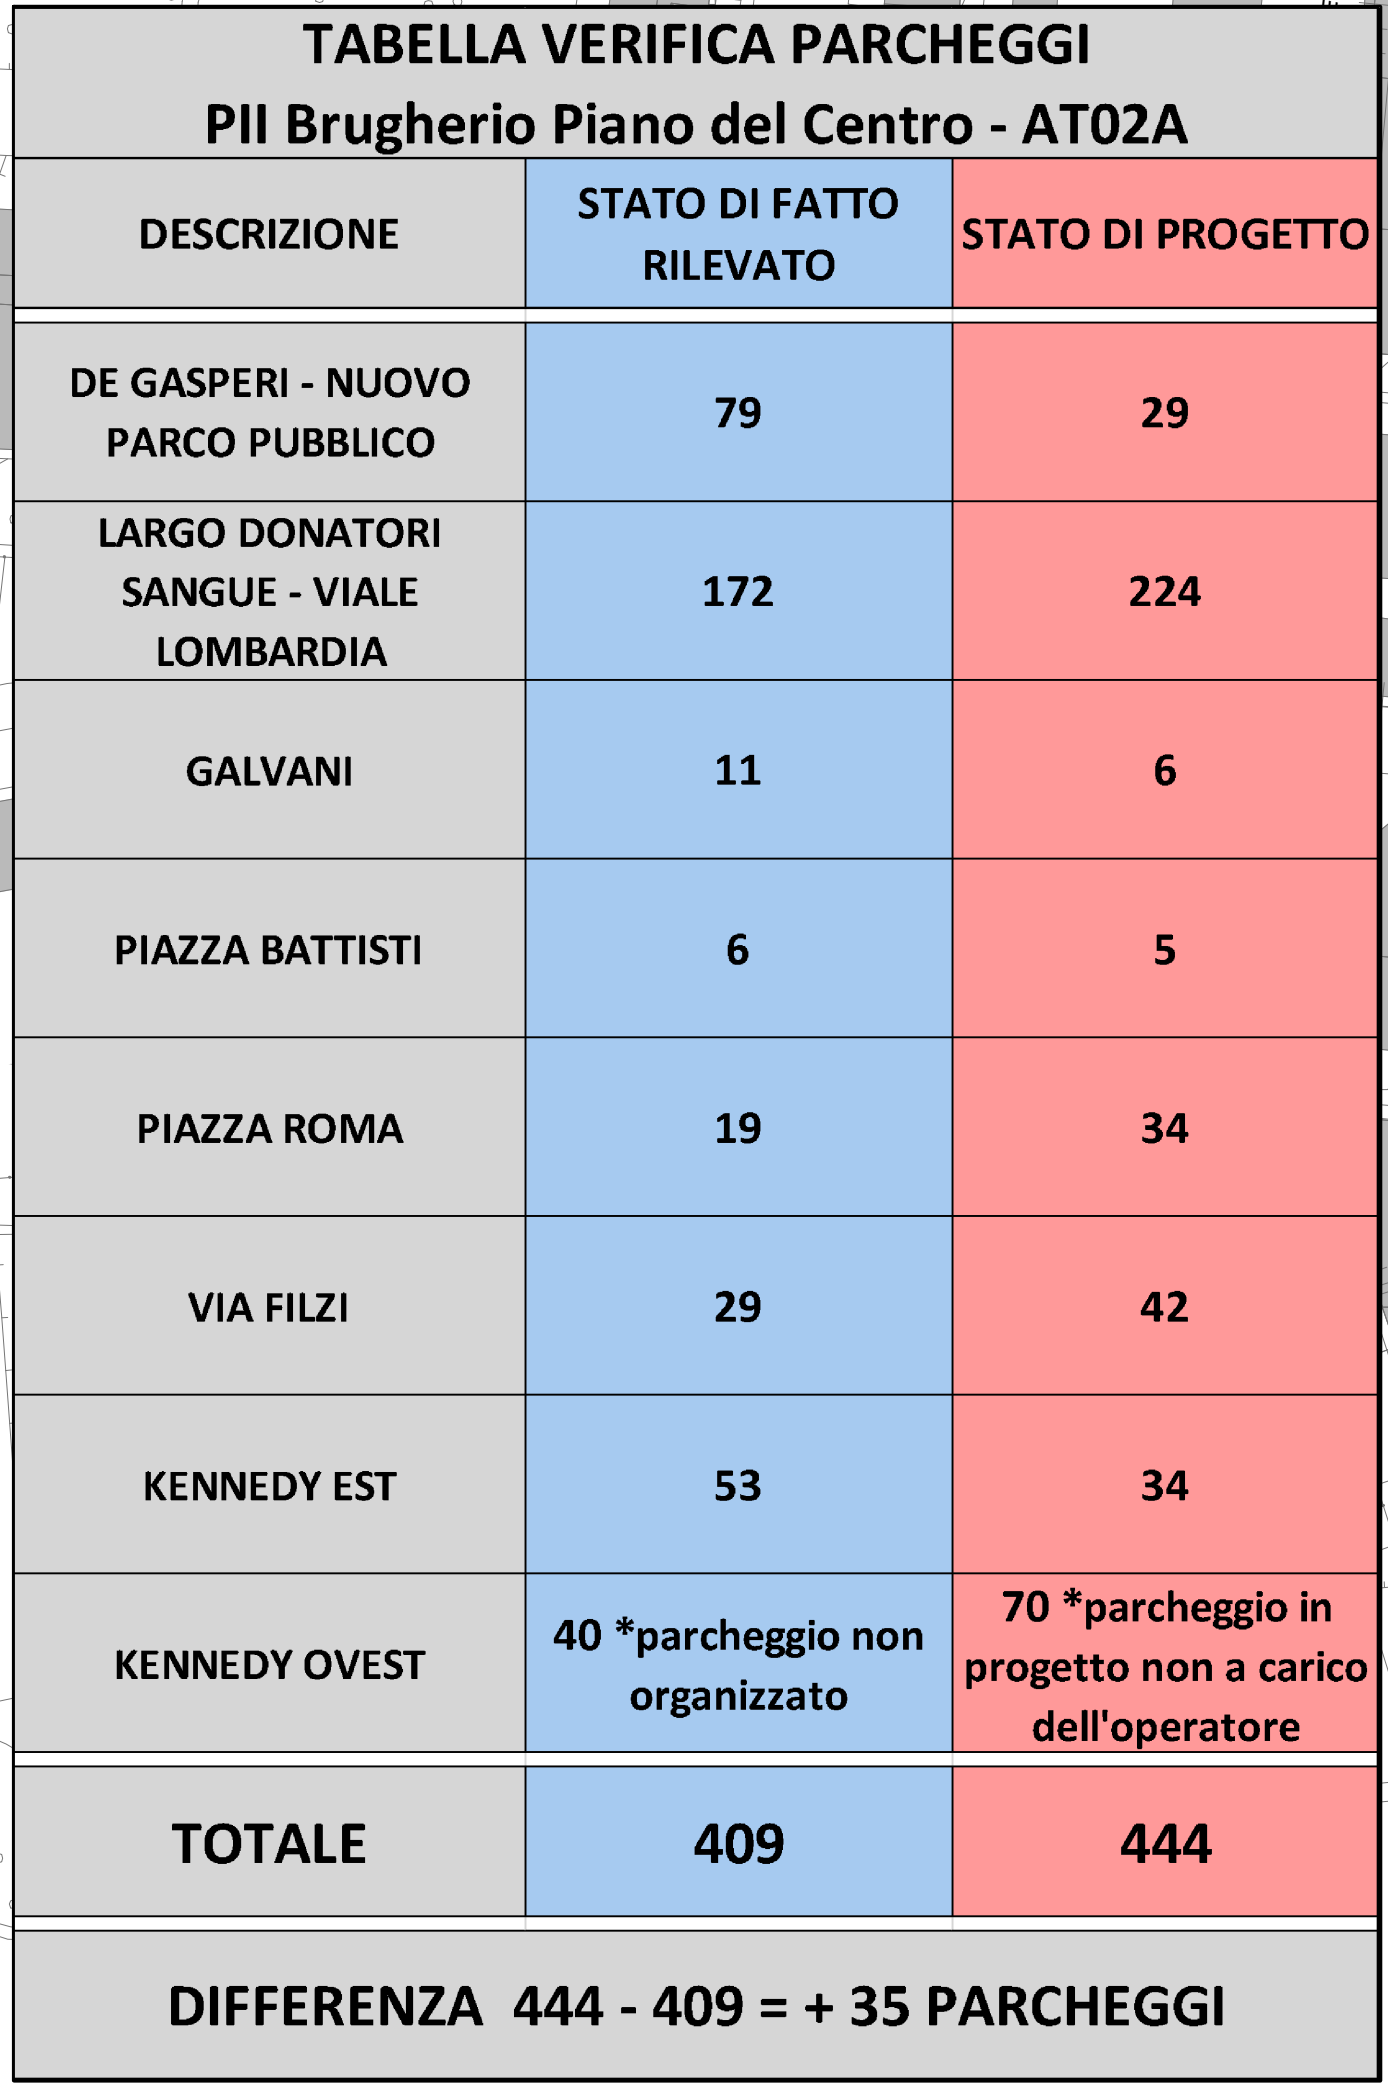 TABELLA VERIFICA PARCHEGGI
PII Brugherio Piano del Centro - AT02A
DESCRIZIONE
STATO DI FATTO
RILEVATO
STATO DI PROGETTO
DE GASPERI - NUOVO
PARCO PUBBLICO
79
29
LARGO DONATORI
SANGUE - VIALE
LOMBARDIA
172
224
GALVANI
11
6
PIAZZA BATTISTI
6
5
PIAZZA ROMA
19
34
VIA FILZI
29
42
KENNEDY EST
53
34
KENNEDY OVEST
40 *parcheggio non
organizzato
70 *parcheggio in
progetto non a carico
dell'operatore
TOTALE
409
444
DIFFERENZA 444 - 409 = + 35 PARCHEGGI